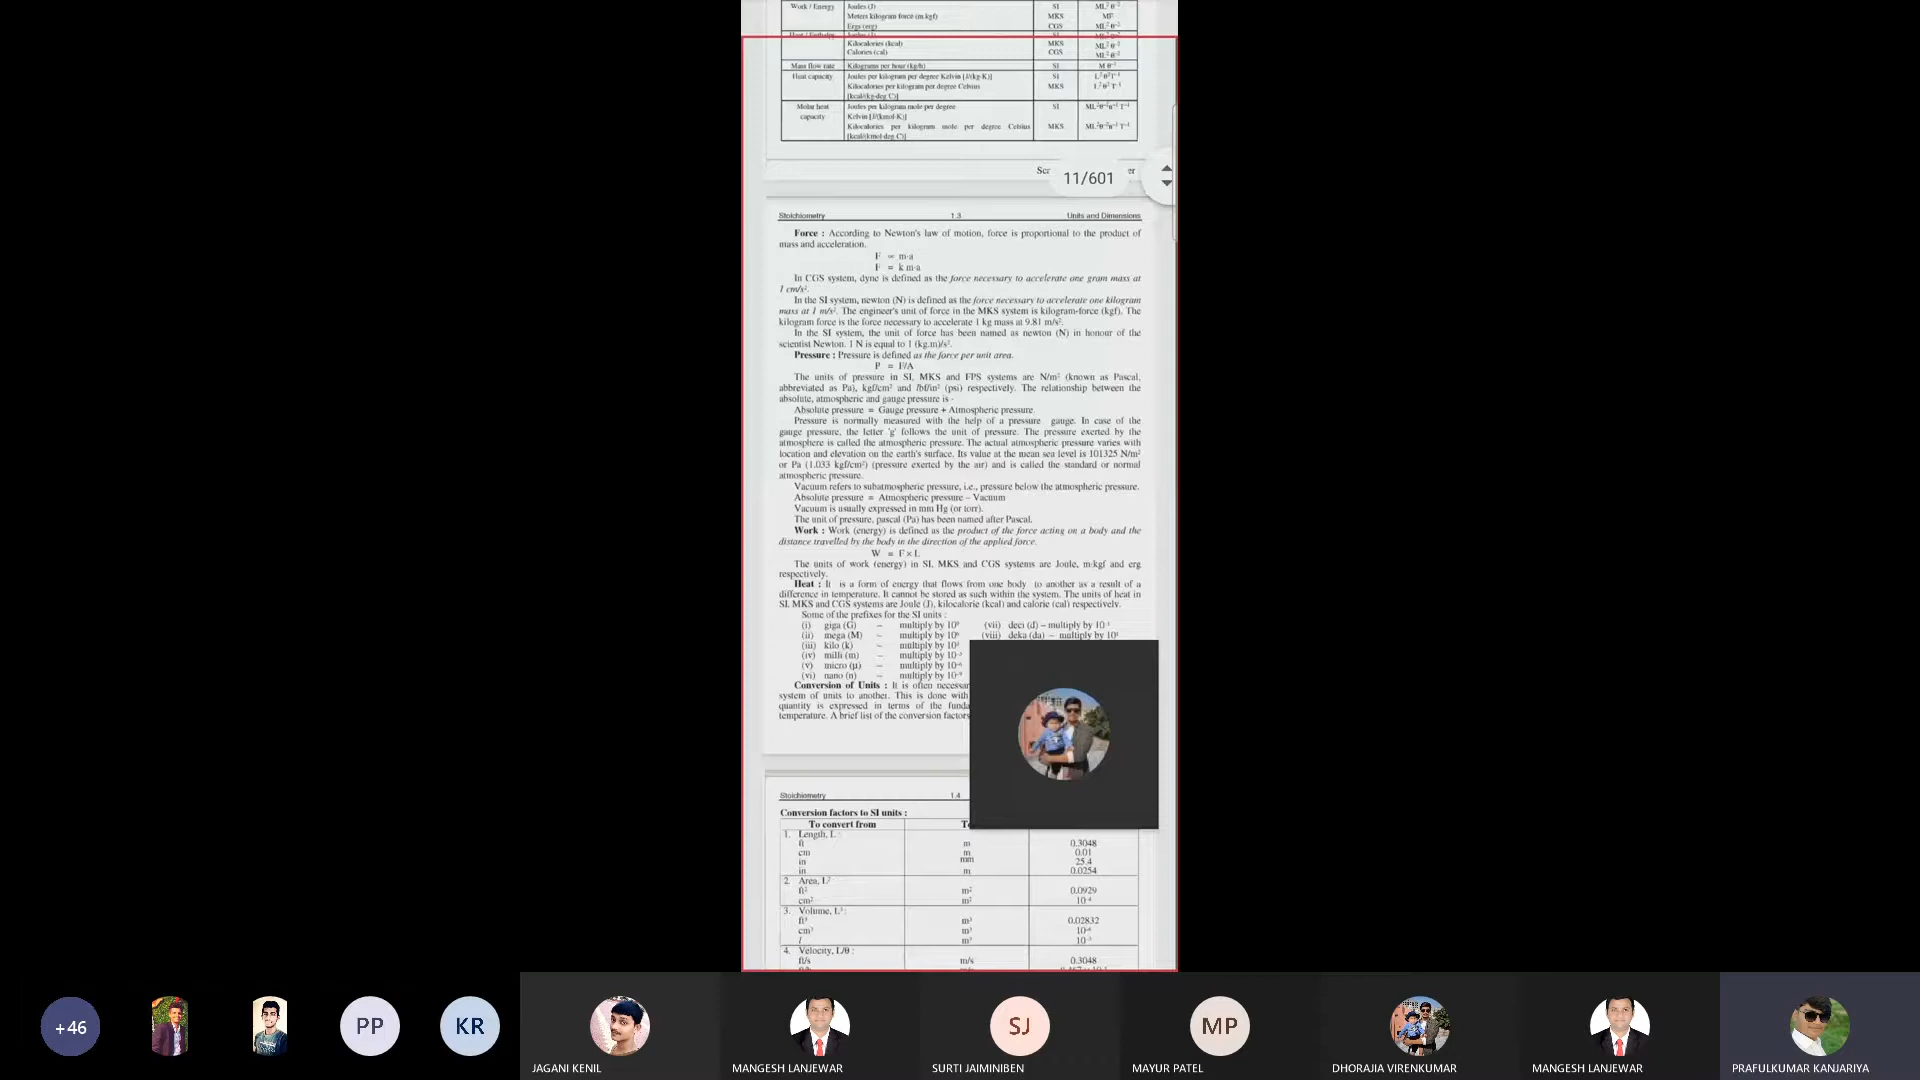 Work / Energy Joules (J) SI ML² θ⁻²
Meters kilogram force (m.kgf) MKS MF
Ergs (erg) CGS ML² θ⁻²
Kilocalories (kcal) MKS ML² θ⁻²
Calories (cal) CGS ML² θ⁻²
Mass flow rate Kilograms per hour (kg/h) SI M θ⁻¹
Heat capacity Joules per kilogram per degree Kelvin [J/(kg·K)] SI
Kilocalories per kilogram per degree Celsius MKS
[kcal/(kg·deg C)]
Molar heat Joules per kilogram mole per degree SI
capacity Kelvin [J/(kmol·K)]
Kilocalories per kilogram mole per degree Celsius MKS
[kcal/(kmol·deg C)]
11/601
Stoichiometry 1.3 Units and Dimensions
Force : According to Newton's law of motion, force is proportional to the product of
mass and acceleration.
F ∝ m·a
F = k m·a
In CGS system, dyne is defined as the force necessary to accelerate one gram mass at
1 cm/s².
In the SI system, newton (N) is defined as the force necessary to accelerate one kilogram
mass at 1 m/s². The engineer's unit of force in the MKS system is kilogram-force (kgf). The
kilogram force is the force necessary to accelerate 1 kg mass at 9.81 m/s².
In the SI system, the unit of force has been named as newton (N) in honour of the
scientist Newton. 1 N is equal to 1 (kg.m)/s².
Pressure : Pressure is defined as the force per unit area.
P = F/A
The units of pressure in SI, MKS and FPS systems are N/m² (known as Pascal,
abbreviated as Pa), kgf/cm² and lbf/in² (psi) respectively. The relationship between the
absolute, atmospheric and gauge pressure is -
Absolute pressure = Gauge pressure + Atmospheric pressure.
Pressure is normally measured with the help of a pressure gauge. In case of the
gauge pressure, the letter 'g' follows the unit of pressure. The pressure exerted by the
atmosphere is called the atmospheric pressure. The actual atmospheric pressure varies with
location and elevation on the earth's surface. Its value at the mean sea level is 101325 N/m²
or Pa (1.033 kgf/cm²) (pressure exerted by the air) and is called the standard or normal
atmospheric pressure.
Vacuum refers to subatmospheric pressure, i.e., pressure below the atmospheric pressure.
Absolute pressure = Atmospheric pressure – Vacuum
Vacuum is usually expressed in mm Hg (or torr).
The unit of pressure, pascal (Pa) has been named after Pascal.
Work : Work (energy) is defined as the product of the force acting on a body and the
distance travelled by the body in the direction of the applied force.
W = F × L
The units of work (energy) in SI, MKS and CGS systems are Joule, m·kgf and erg
respectively.
Heat : It is a form of energy that flows from one body to another as a result of a
difference in temperature. It cannot be stored as such within the system. The units of heat in
SI, MKS and CGS systems are Joule (J), kilocalorie (kcal) and calorie (cal) respectively.
Some of the prefixes for the SI units :
(i) giga (G) – multiply by 10⁹ (vii) deci (d) – multiply by 10⁻¹
(ii) mega (M) – multiply by 10⁶ (viii) deka (da) – multiply by 10¹
(iii) kilo (k) – multiply by 10³
(iv) milli (m) – multiply by 10⁻³
(v) micro (μ) – multiply by 10⁻⁶
(vi) nano (n) – multiply by 10⁻⁹
Conversion of Units : It is often
system of units to another. This is done with
quantity is expressed in terms of the
temperature. A brief list of the conversion factors
Stoichiometry 1.4
Conversion factors to SI units :
To convert from
1. Length, L :
ft m 0.3048
cm m 0.01
in mm 25.4
in m 0.0254
2. Area, L²
ft² m² 0.0929
cm² m² 10⁻⁴
3. Volume, L³ :
ft³ m³ 0.02832
cm³ m³ 10⁻⁶
l m³ 10⁻³
4. Velocity, L/θ :
ft/s m/s 0.3048
+46
PP
KR
JAGANI KENIL
MANGESH LANJEWAR
SJ
SURTI JAIMINIBEN
MP
MAYUR PATEL
DHORAJIA VIRENKUMAR
MANGESH LANJEWAR
PRAFULKUMAR KANJARIYA